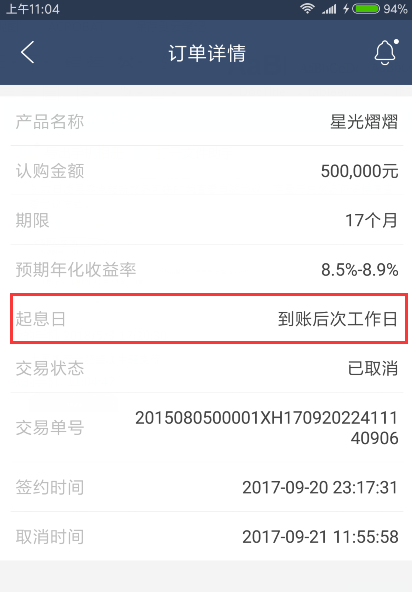 上午11:04
94%
订单详情
产品名称 星光熠熠
认购金额 500,000元
期限 17个月
预期年化收益率 8.5%-8.9%
起息日 到账后次工作日
交易状态 已取消
交易单号 2015080500001XH170920224111
40906
签约时间 2017-09-20 23:17:31
取消时间 2017-09-21 11:55:58